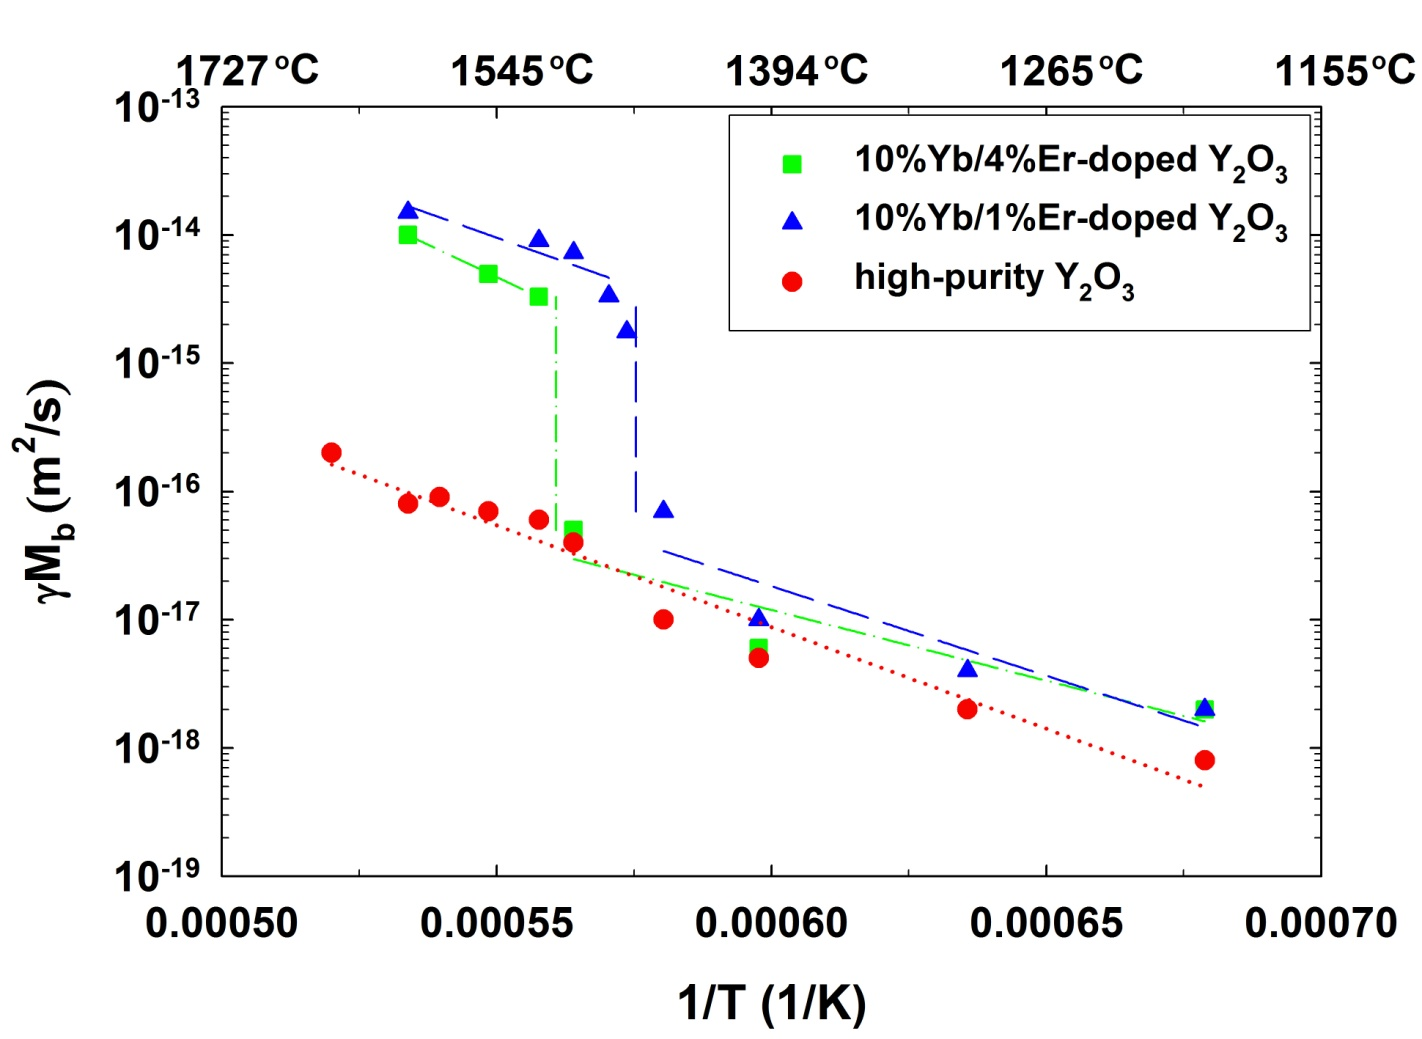 1727°C 1545°C 1394°C 1265°C 1155°C
10⁻¹³
10%Yb/4%Er-doped Y₂O₃
10%Yb/1%Er-doped Y₂O₃
high-purity Y₂O₃
10⁻¹⁴
10⁻¹⁵
10⁻¹⁶
10⁻¹⁷
10⁻¹⁸
10⁻¹⁹
γM_b (m²/s)
0.00050 0.00055 0.00060 0.00065 0.00070
1/T (1/K)